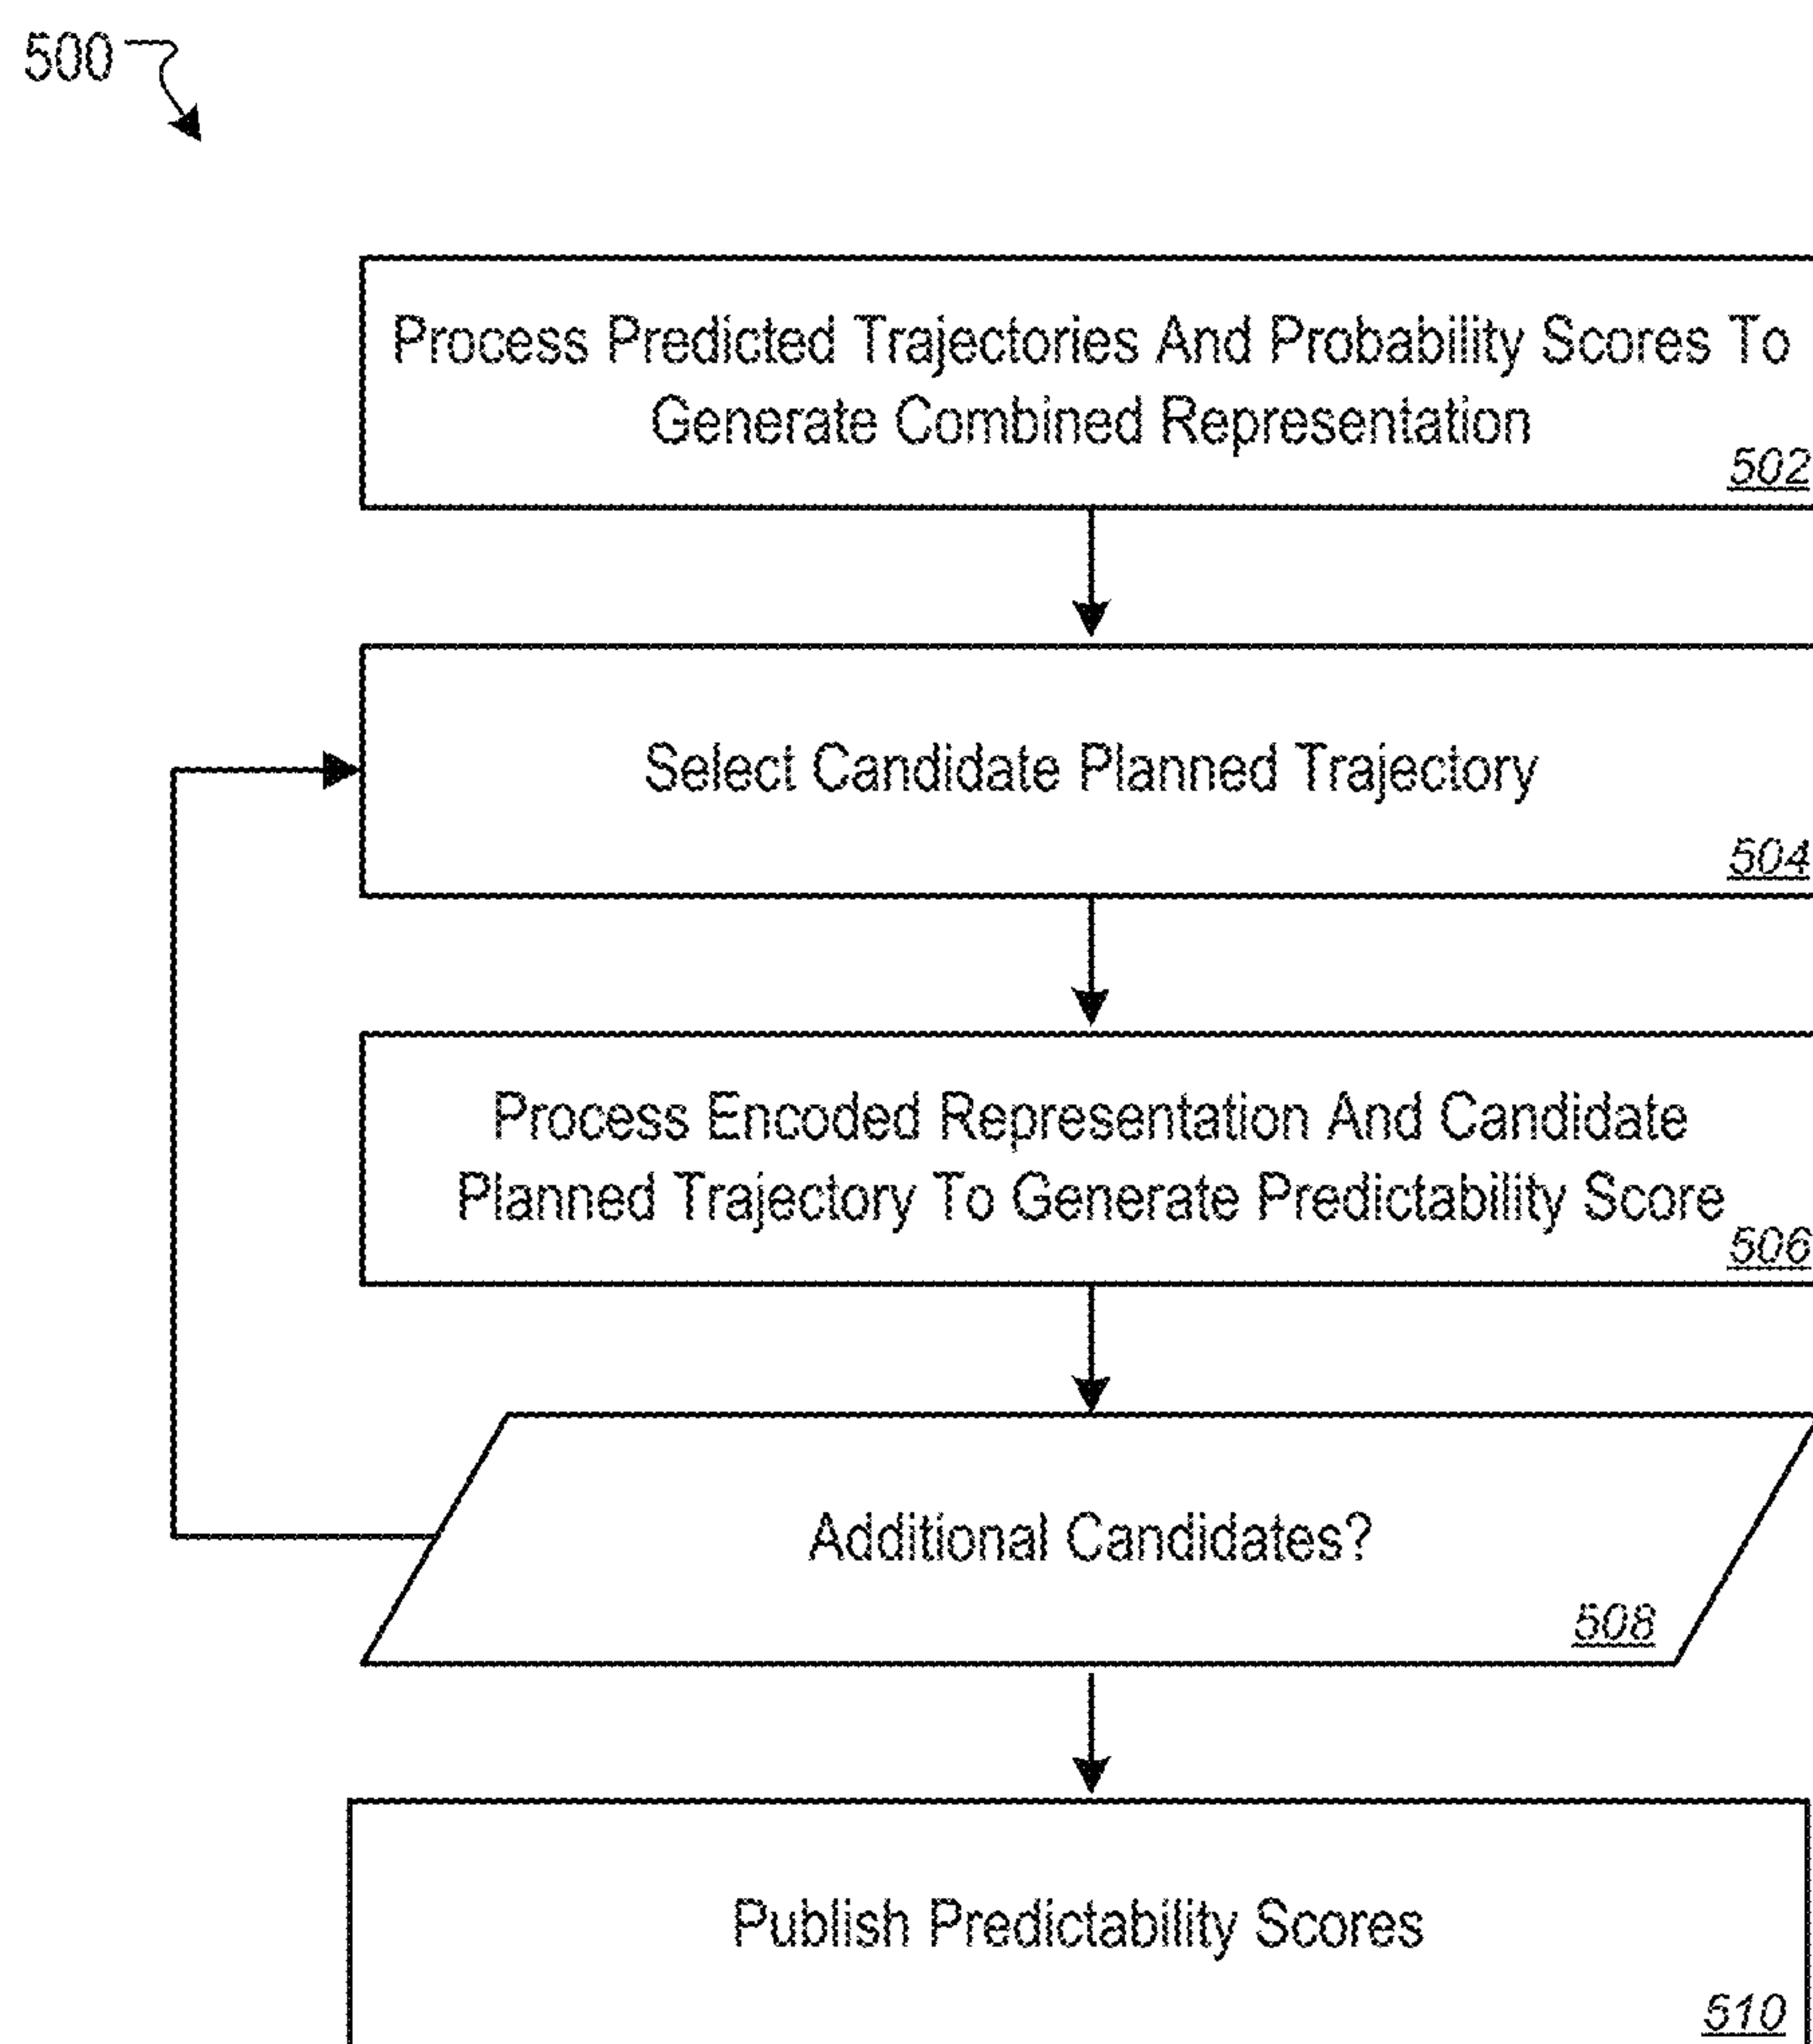 500
Process Predicted Trajectories And Probability Scores To
Generate Combined Representation
502
Select Candidate Planned Trajectory
504
Process Encoded Representation And Candidate
Planned Trajectory To Generate Predictability Score
506
Additional Candidates?
508
Publish Predictability Scores
510